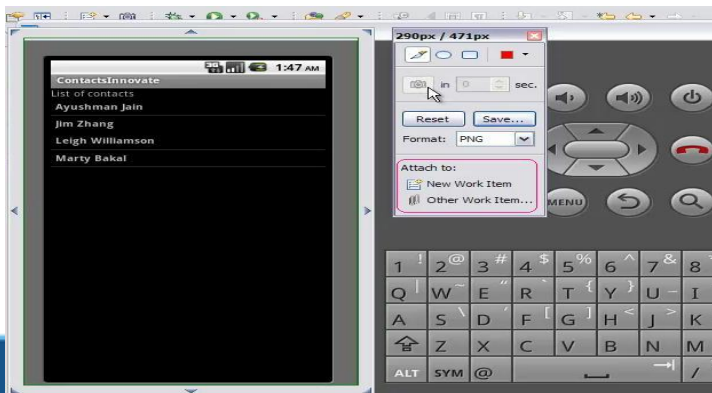 290px / 471px
1:47 AM
ContactsInnovate
List of contacts
Ayushman Jain
Jim Zhang
Leigh Williamson
Marty Bakal
in 0 sec.
Reset Save...
Format: PNG
Attach to:
New Work Item
Other Work Item...
MENU
1 ! 2 @ 3 # 4 $ 5 % 6 ^ 7 & 8
Q | W ~ E " R ` T { Y } U - I
A S \ D ' F [ G ] H < J > K
Z X C V B N M
ALT SYM @ /